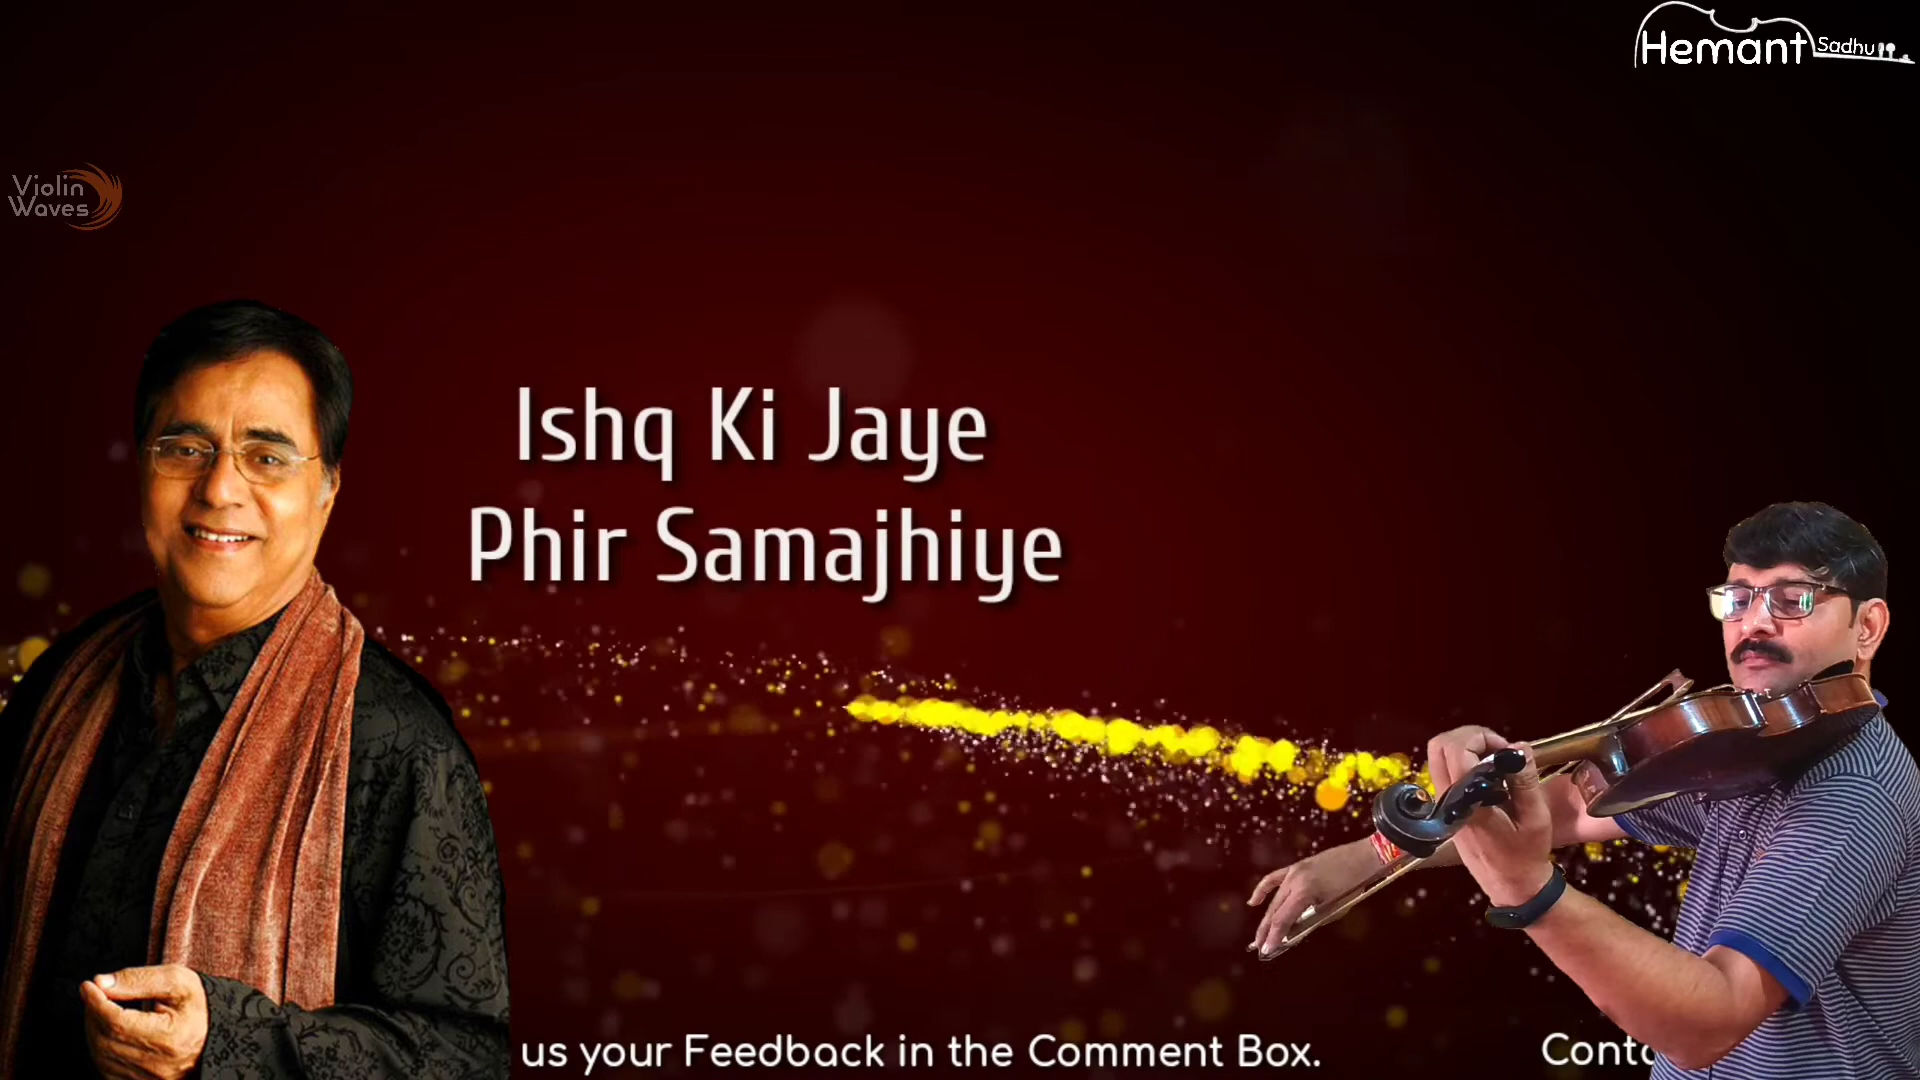 Hemant Sadhu
Violin
Waves
Ishq Ki Jaye
Phir Samajhiye
us your Feedback in the Comment Box.